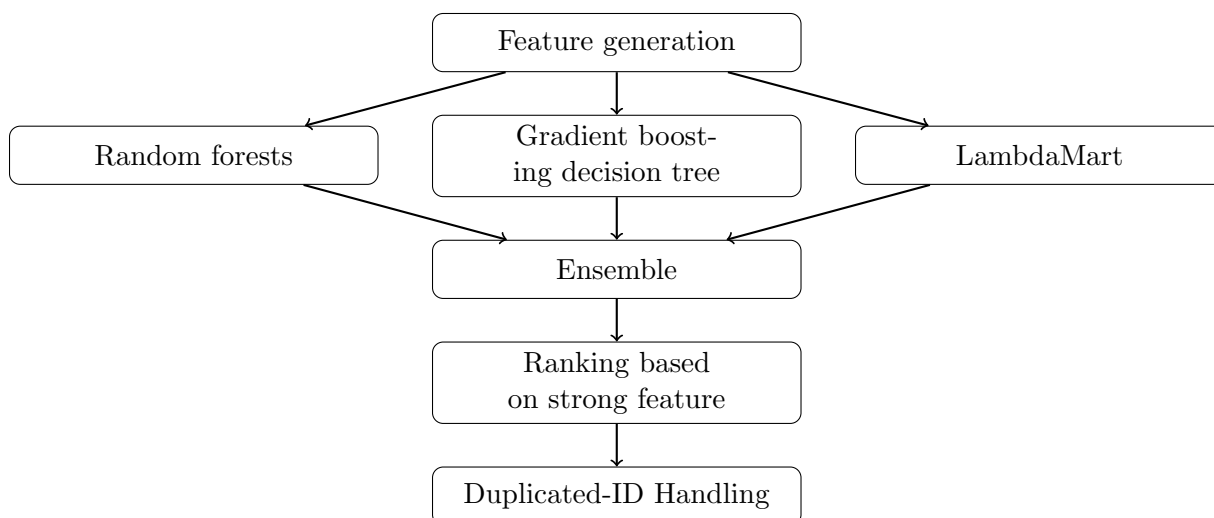 Feature generation
Random forests
Gradient boost-
ing decision tree
LambdaMart
Ensemble
Ranking based
on strong feature
Duplicated-ID Handling